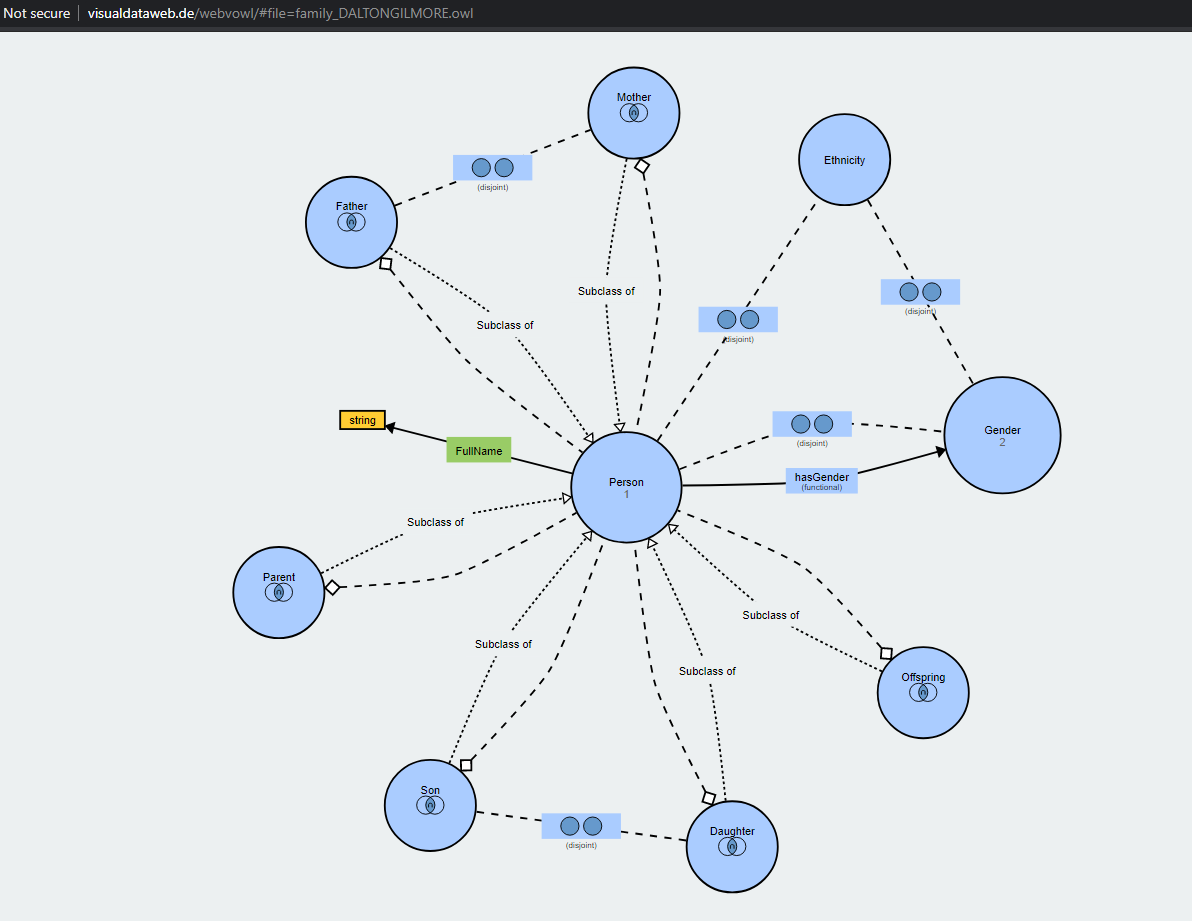 Not secure
visualdataweb.de/webvowl/#file=family_DALTONGILMORE.owl
Mother
∩
Ethnicity
(disjoint)
Father
∩
Subclass of
(disjoint)
(disjoint)
Subclass of
string
FullName
(disjoint)
Gender
2
hasGender
(functional)
Person
1
Subclass of
Parent
∩
Subclass of
Subclass of
Subclass of
Offspring
∩
Son
∩
(disjoint)
Daughter
∩